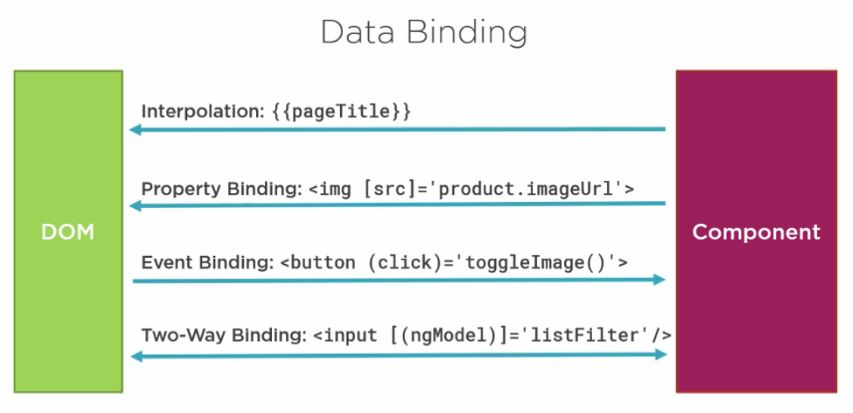 Data Binding
Interpolation: {{pageTitle}}
Property Binding: <img [src]='product.imageUrl'>
DOM
Component
Event Binding: <button (click)='toggleImage()'>
Two-Way Binding: <input [(ngModel)]='listFilter'/>